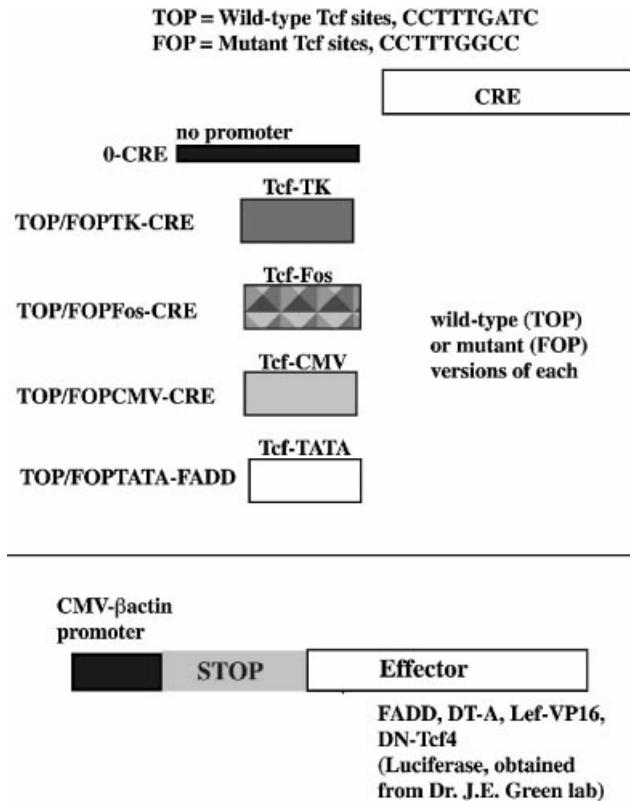 TOP = Wild-type Tcf sites, CCTTTGATC
FOP = Mutant Tcf sites, CCTTTGGCC
CRE
no promoter
0-CRE
Tcf-TK
TOP/FOPTK-CRE
Tcf-Fos
TOP/FOPFos-CRE
wild-type (TOP)
or mutant (FOP)
versions of each
Tcf-CMV
TOP/FOPCMV-CRE
Tcf-TATA
TOP/FOPTATA-FADD
CMV-βactin
promoter
STOP
Effector
FADD, DT-A, Lef-VP16,
DN-Tcf4
(Luciferase, obtained
from Dr. J.E. Green lab)